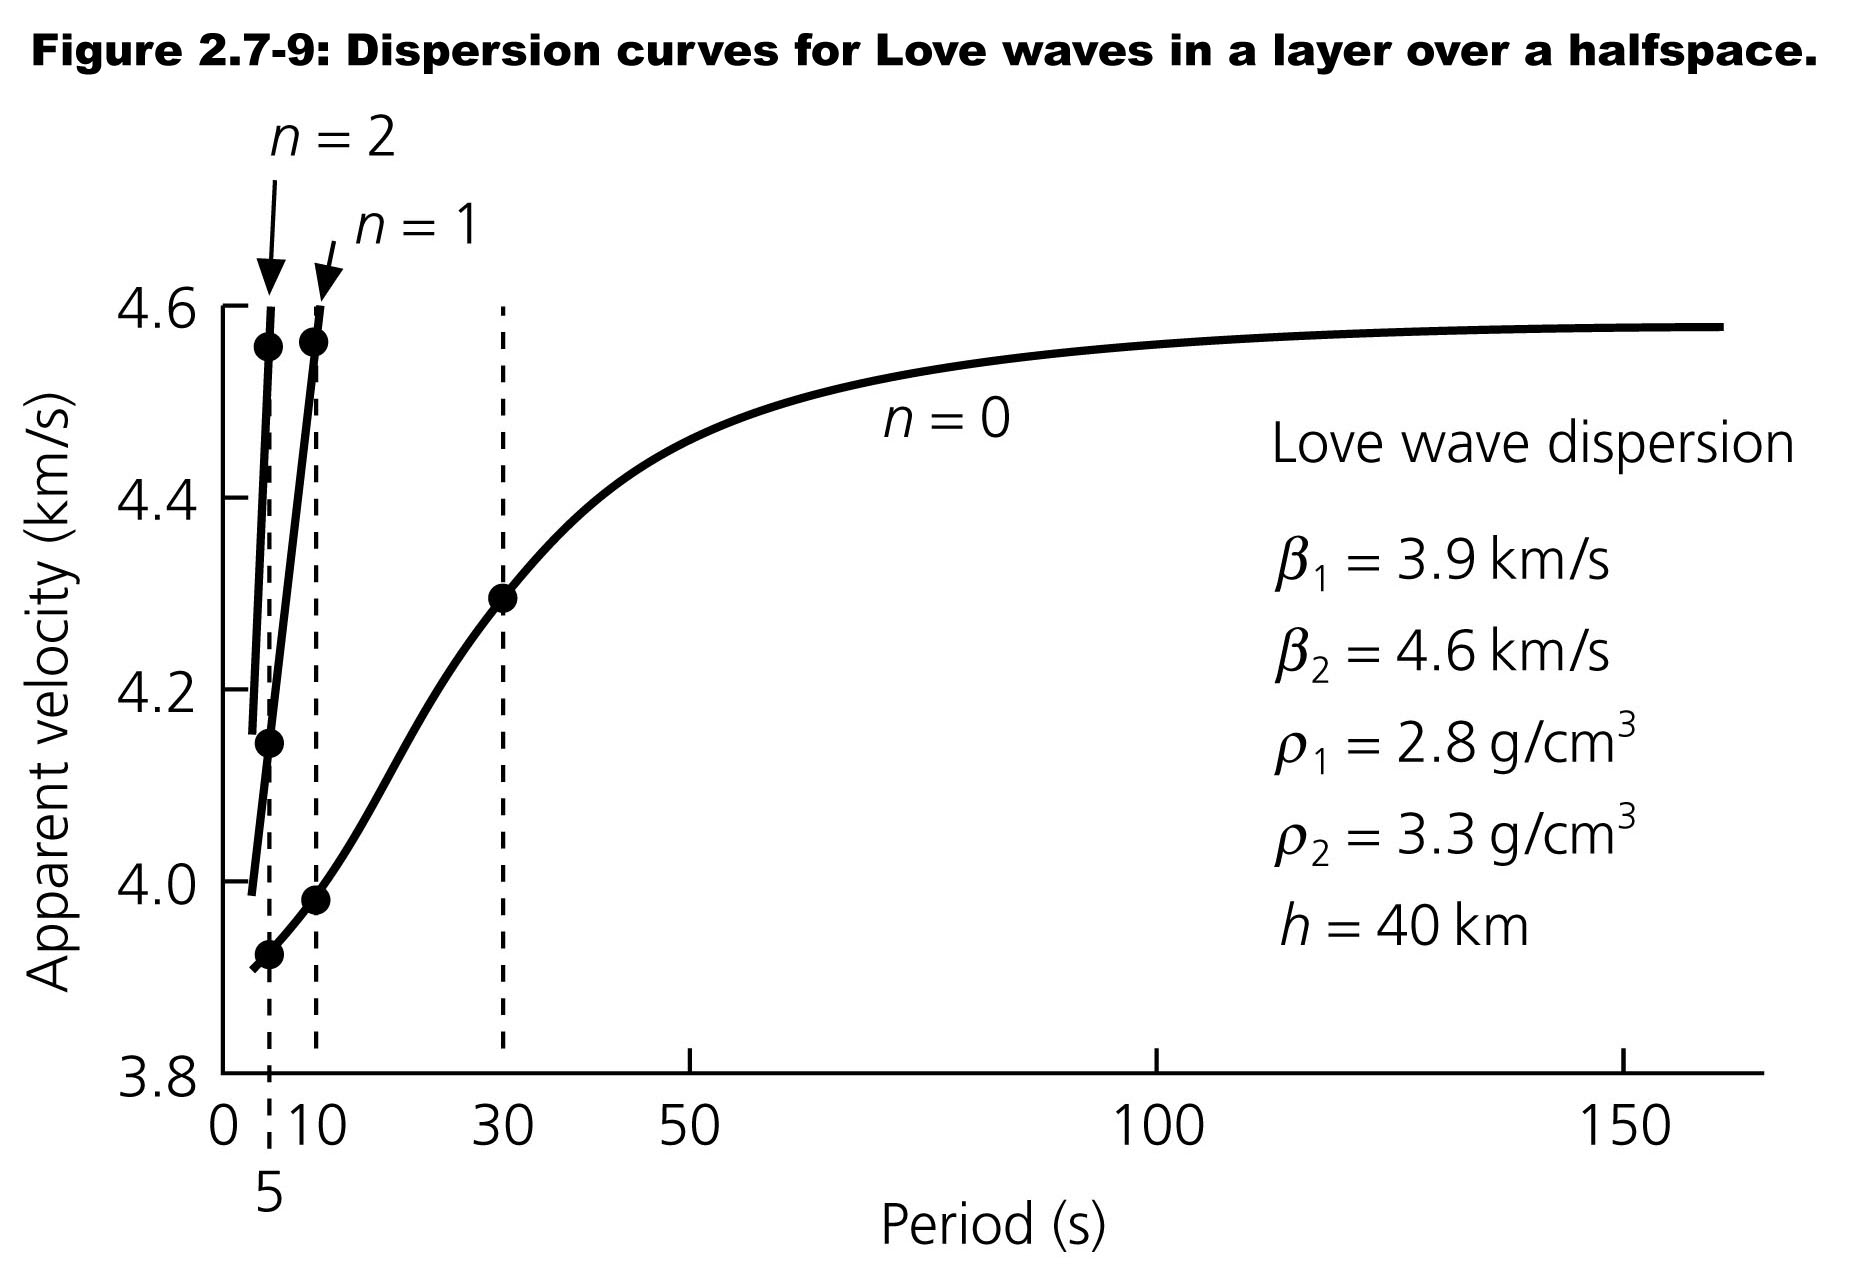 Figure 2.7-9: Dispersion curves for Love waves in a layer over a halfspace.
n = 2
n = 1
4.6
4.4
4.2
4.0
3.8
Apparent velocity (km/s)
n = 0
Love wave dispersion
β₁ = 3.9 km/s
β₂ = 4.6 km/s
ρ₁ = 2.8 g/cm³
ρ₂ = 3.3 g/cm³
h = 40 km
0 10 30 50 100 150
5
Period (s)